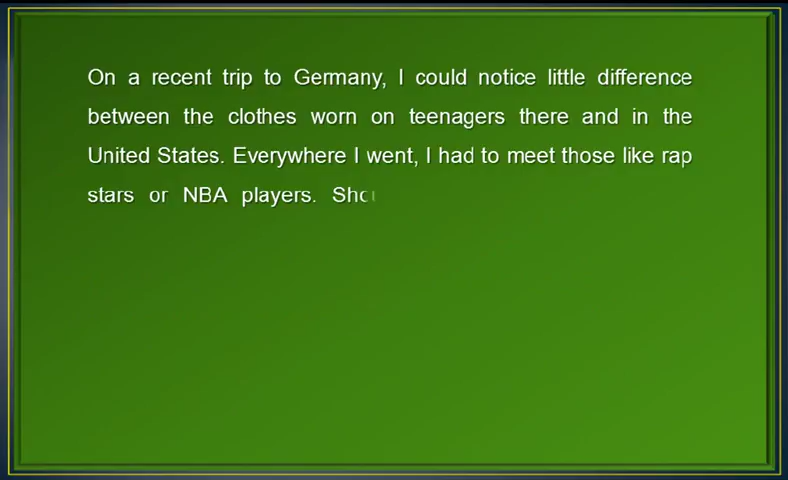 On a recent trip to Germany, I could notice little difference
between the clothes worn on teenagers there and in the
United States. Everywhere I went, I had to meet those like rap
stars or NBA players.